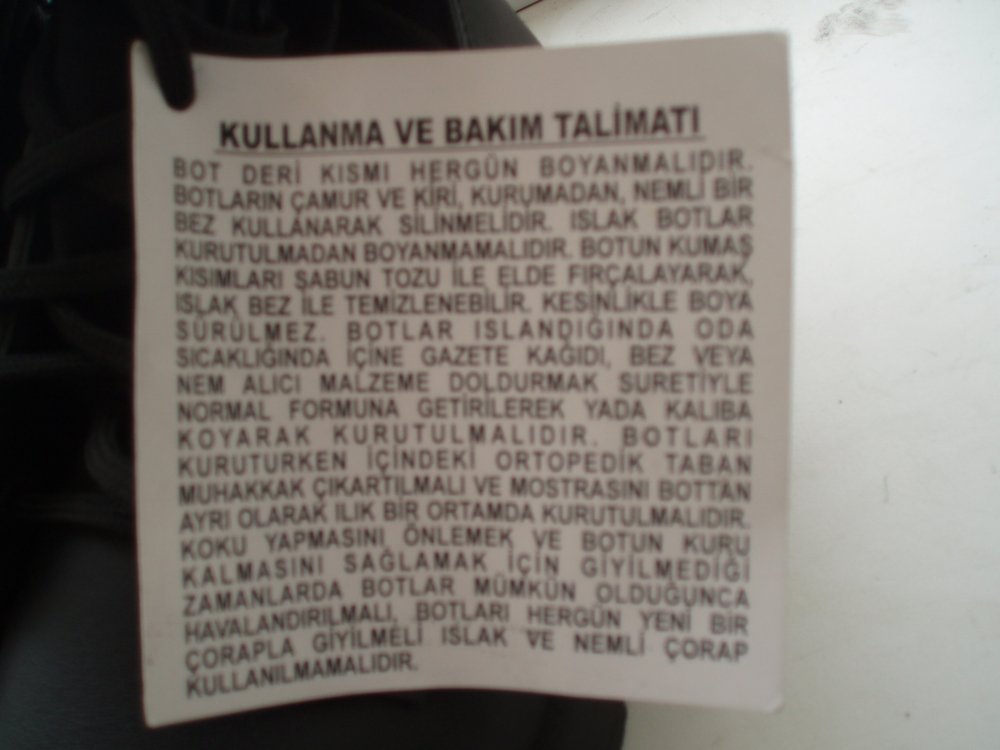 KULLANMA VE BAKIM TALİMATI
BOT DERİ KISMI HERGÜN BOYANMALIDIR.
BOTLARIN ÇAMUR VE KİRİ, KURUMADAN, NEMLİ BİR
BEZ KULLANARAK SİLİNMELİDİR. ISLAK BOTLAR
KURUTULMADAN BOYANMAMALIDIR. BOTUN KUMAŞ
KISIMLARI SABUN TOZU İLE ELDE FIRÇALAYARAK,
ISLAK BEZ İLE TEMİZLENEBİLİR. KESİNLİKLE BOYA
SÜRÜLMEZ. BOTLAR ISLANDIĞINDA ODA
SICAKLIĞINDA İÇİNE GAZETE KAĞIDI, BEZ VEYA
NEM ALICI MALZEME DOLDURMAK SURETİYLE
NORMAL FORMUNA GETİRİLEREK YADA KALIBA
KOYARAK KURUTULMALIDIR. BOTLARI
KURUTURKEN İÇİNDEKİ ORTOPEDİK TABAN
MUHAKKAK ÇIKARTILMALI VE MOSTRASINI BOTTAN
AYRI OLARAK ILIK BİR ORTAMDA KURUTULMALIDIR.
KOKU YAPMASINI ÖNLEMEK VE BOTUN KURU
KALMASINI SAĞLAMAK İÇİN GİYİLMEDİĞİ
ZAMANLARDA BOTLAR MÜMKÜN OLDUĞUNCA
HAVALANDIRILMALI, BOTLARI HERGÜN YENİ BİR
ÇORAPLA GİYİLMELİ ISLAK VE NEMLİ ÇORAP
KULLANILMAMALIDIR.